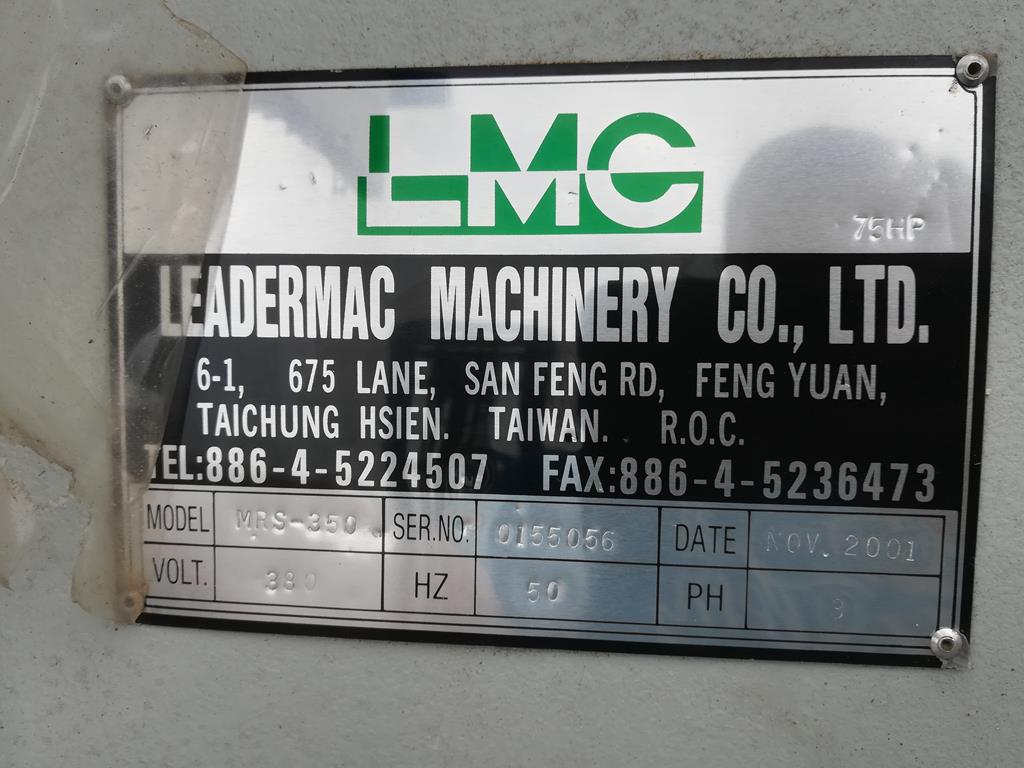 LMC
75HP
LEADERMAC MACHINERY CO., LTD.
6-1, 675 LANE, SAN FENG RD, FENG YUAN,
TAICHUNG HSIEN. TAIWAN. R.O.C.
TEL:886-4-5224507 FAX:886-4-5236473
MODEL MRS-350 SER.NO. 0155056 DATE NOV. 2001
VOLT. 380 HZ 50 PH 3